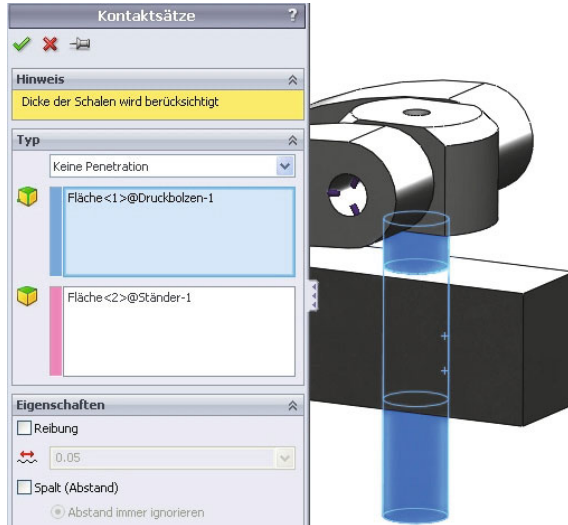 Kontaktsätze ?
Hinweis
Dicke der Schalen wird berücksichtigt
Typ
Keine Penetration
Fläche<1>@Druckbolzen-1
Fläche<2>@Ständer-1
Eigenschaften
Reibung
0.05
Spalt (Abstand)
Abstand immer ignorieren